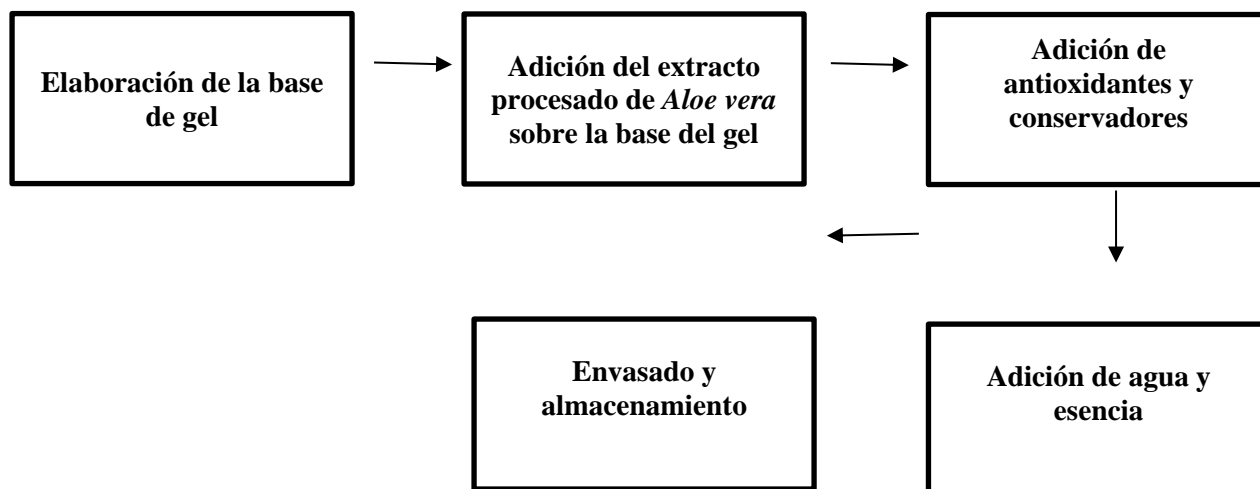 Elaboración de la base
de gel
Adición del extracto
procesado de Aloe vera
sobre la base del gel
Adición de
antioxidantes y
conservadores
Adición de agua y
esencia
Envasado y
almacenamiento